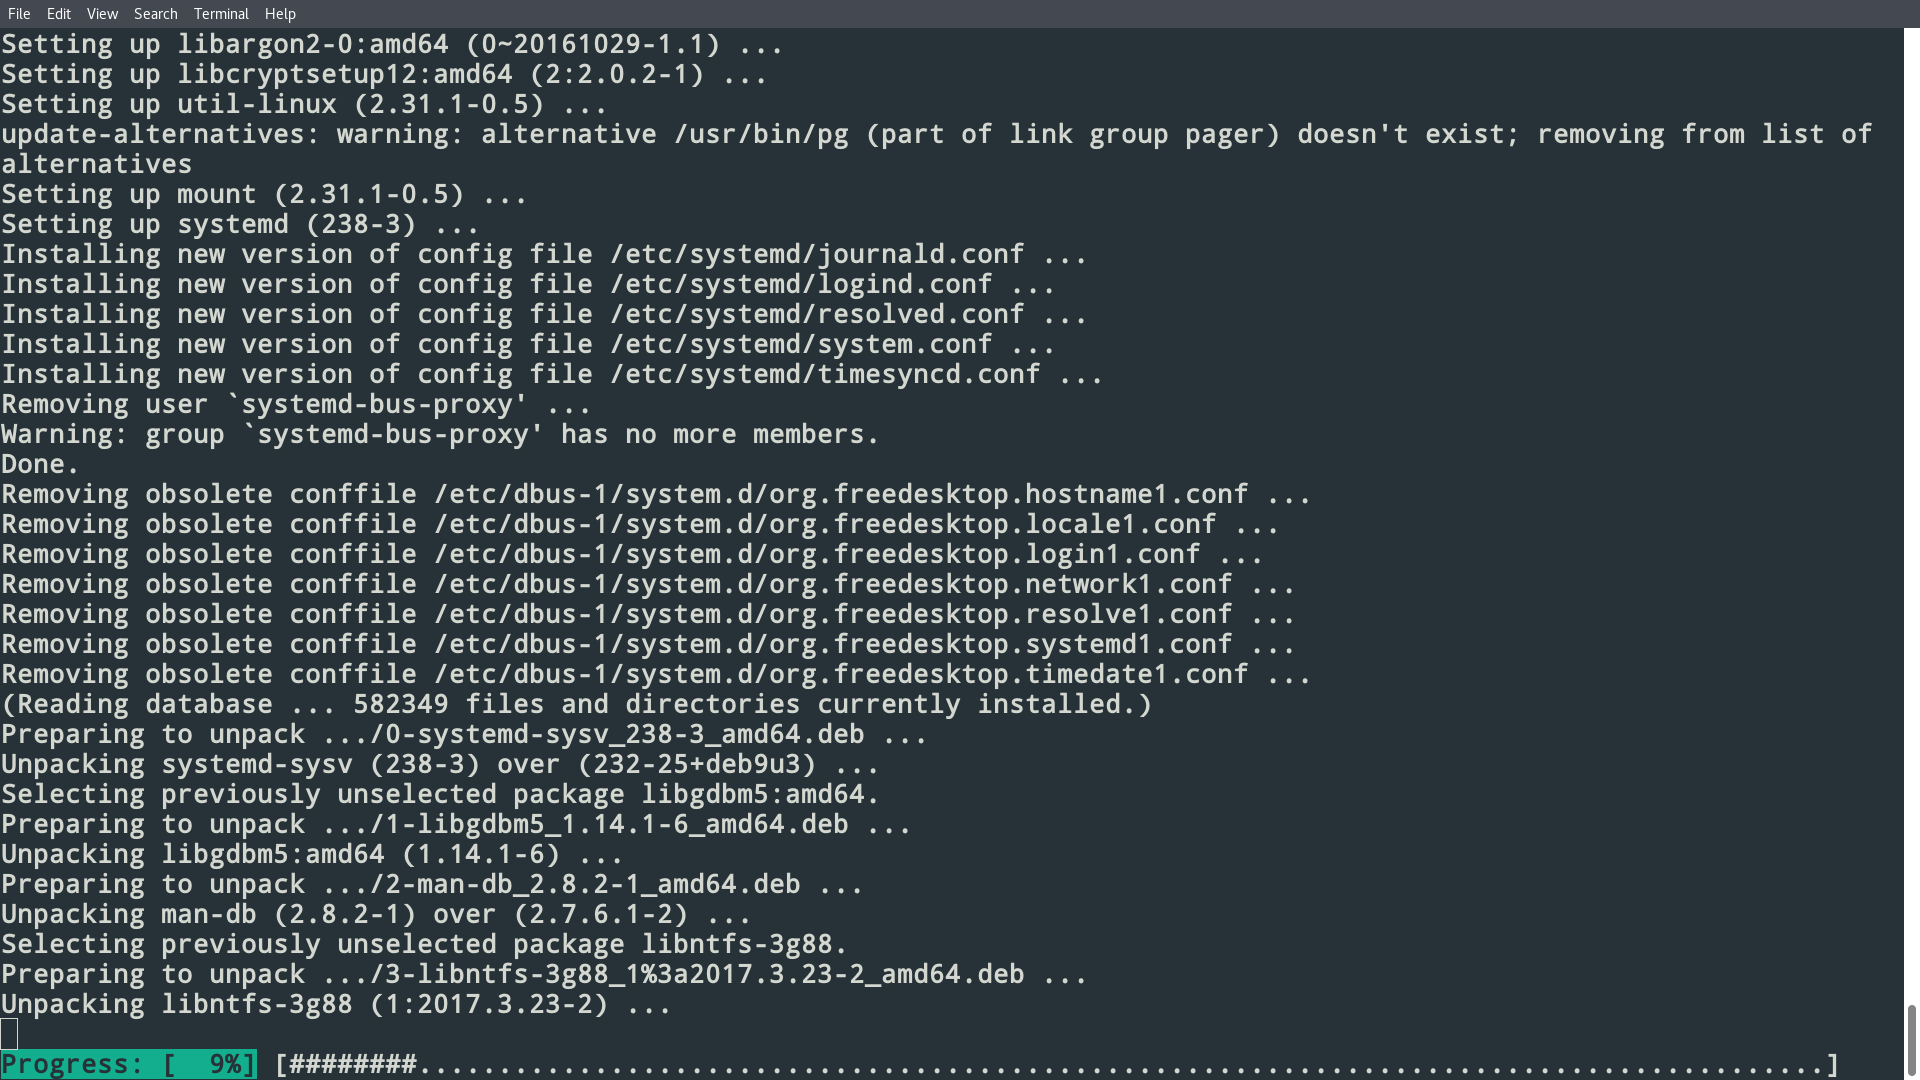 File Edit View Search Terminal Help
Setting up libargon2-0:amd64 (0~20161029-1.1) ...
Setting up libcryptsetup12:amd64 (2:2.0.2-1) ...
Setting up util-linux (2.31.1-0.5) ...
update-alternatives: warning: alternative /usr/bin/pg (part of link group pager) doesn't exist; removing from list of
alternatives
Setting up mount (2.31.1-0.5) ...
Setting up systemd (238-3) ...
Installing new version of config file /etc/systemd/journald.conf ...
Installing new version of config file /etc/systemd/logind.conf ...
Installing new version of config file /etc/systemd/resolved.conf ...
Installing new version of config file /etc/systemd/system.conf ...
Installing new version of config file /etc/systemd/timesyncd.conf ...
Removing user `systemd-bus-proxy' ...
Warning: group `systemd-bus-proxy' has no more members.
Done.
Removing obsolete conffile /etc/dbus-1/system.d/org.freedesktop.hostname1.conf ...
Removing obsolete conffile /etc/dbus-1/system.d/org.freedesktop.locale1.conf ...
Removing obsolete conffile /etc/dbus-1/system.d/org.freedesktop.login1.conf ...
Removing obsolete conffile /etc/dbus-1/system.d/org.freedesktop.network1.conf ...
Removing obsolete conffile /etc/dbus-1/system.d/org.freedesktop.resolve1.conf ...
Removing obsolete conffile /etc/dbus-1/system.d/org.freedesktop.systemd1.conf ...
Removing obsolete conffile /etc/dbus-1/system.d/org.freedesktop.timedate1.conf ...
(Reading database ... 582349 files and directories currently installed.)
Preparing to unpack .../0-systemd-sysv_238-3_amd64.deb ...
Unpacking systemd-sysv (238-3) over (232-25+deb9u3) ...
Selecting previously unselected package libgdbm5:amd64.
Preparing to unpack .../1-libgdbm5_1.14.1-6_amd64.deb ...
Unpacking libgdbm5:amd64 (1.14.1-6) ...
Preparing to unpack .../2-man-db_2.8.2-1_amd64.deb ...
Unpacking man-db (2.8.2-1) over (2.7.6.1-2) ...
Selecting previously unselected package libntfs-3g88.
Preparing to unpack .../3-libntfs-3g88_1%3a2017.3.23-2_amd64.deb ...
Unpacking libntfs-3g88 (1:2017.3.23-2) ...
Progress: [  9%] [########........................................................................................]